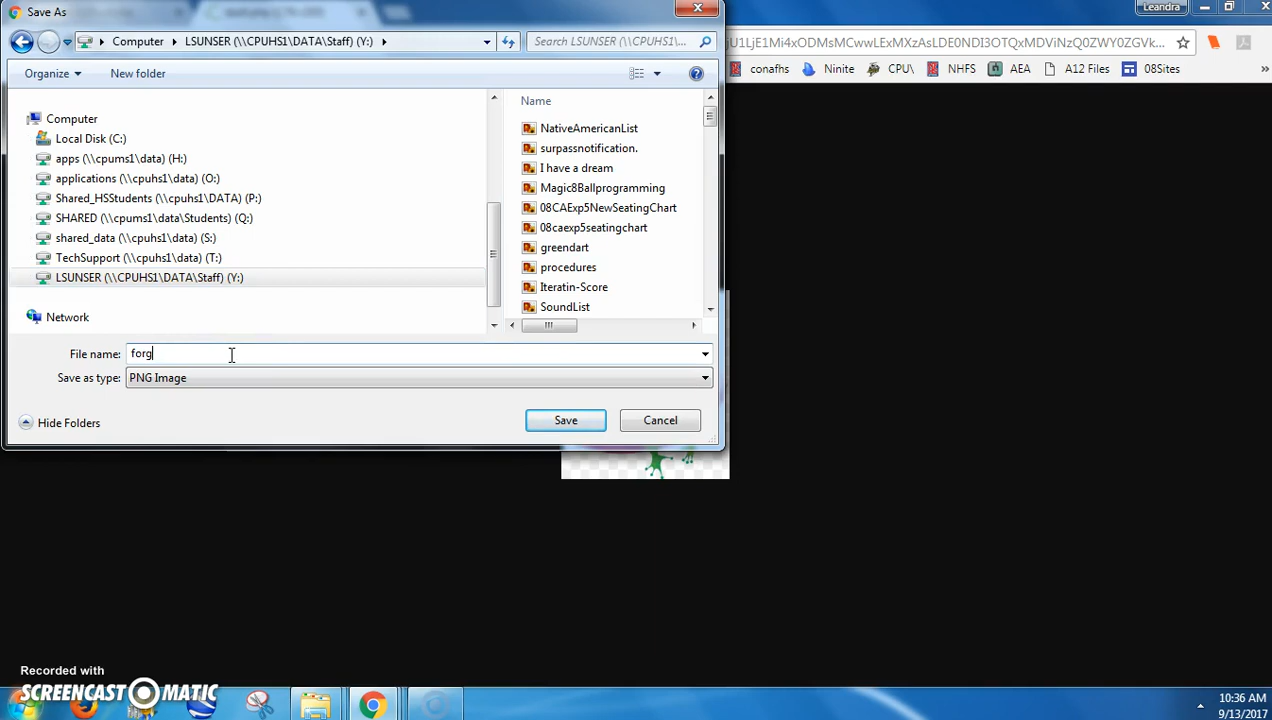 Save As
Leandra
Computer
LSUNSER (\\CPUHS1\DATA\Staff) (Y:)
Search LSUNSER (\\CPUHS1\...
jU1LjE1Mi4xODMsMCwwLExMXzAsLDE0NDI3OTQxMDViNzQ0ZWY0ZGVk...
Organize
New folder
conafhs
Ninite
CPU\
NHFS
AEA
A12 Files
08Sites
»
Name
Computer
Local Disk (C:)
apps (\\cpums1\data) (H:)
applications (\\cpuhs1\data) (O:)
Shared_HSStudents (\\cpuhs1\DATA) (P:)
SHARED (\\cpums1\data\Students) (Q:)
shared_data (\\cpuhs1\data) (S:)
TechSupport (\\cpuhs1\data) (T:)
LSUNSER (\\CPUHS1\DATA\Staff) (Y:)
Network
NativeAmericanList
surpassnotification.
I have a dream
Magic8Ballprogramming
08CAExp5NewSeatingChart
08caexp5seatingchart
greendart
procedures
Iteratin-Score
SoundList
File name:
forg
Save as type:
PNG Image
Hide Folders
Save
Cancel
Recorded with
SCREENCAST-O-MATIC
10:36 AM
9/13/2017